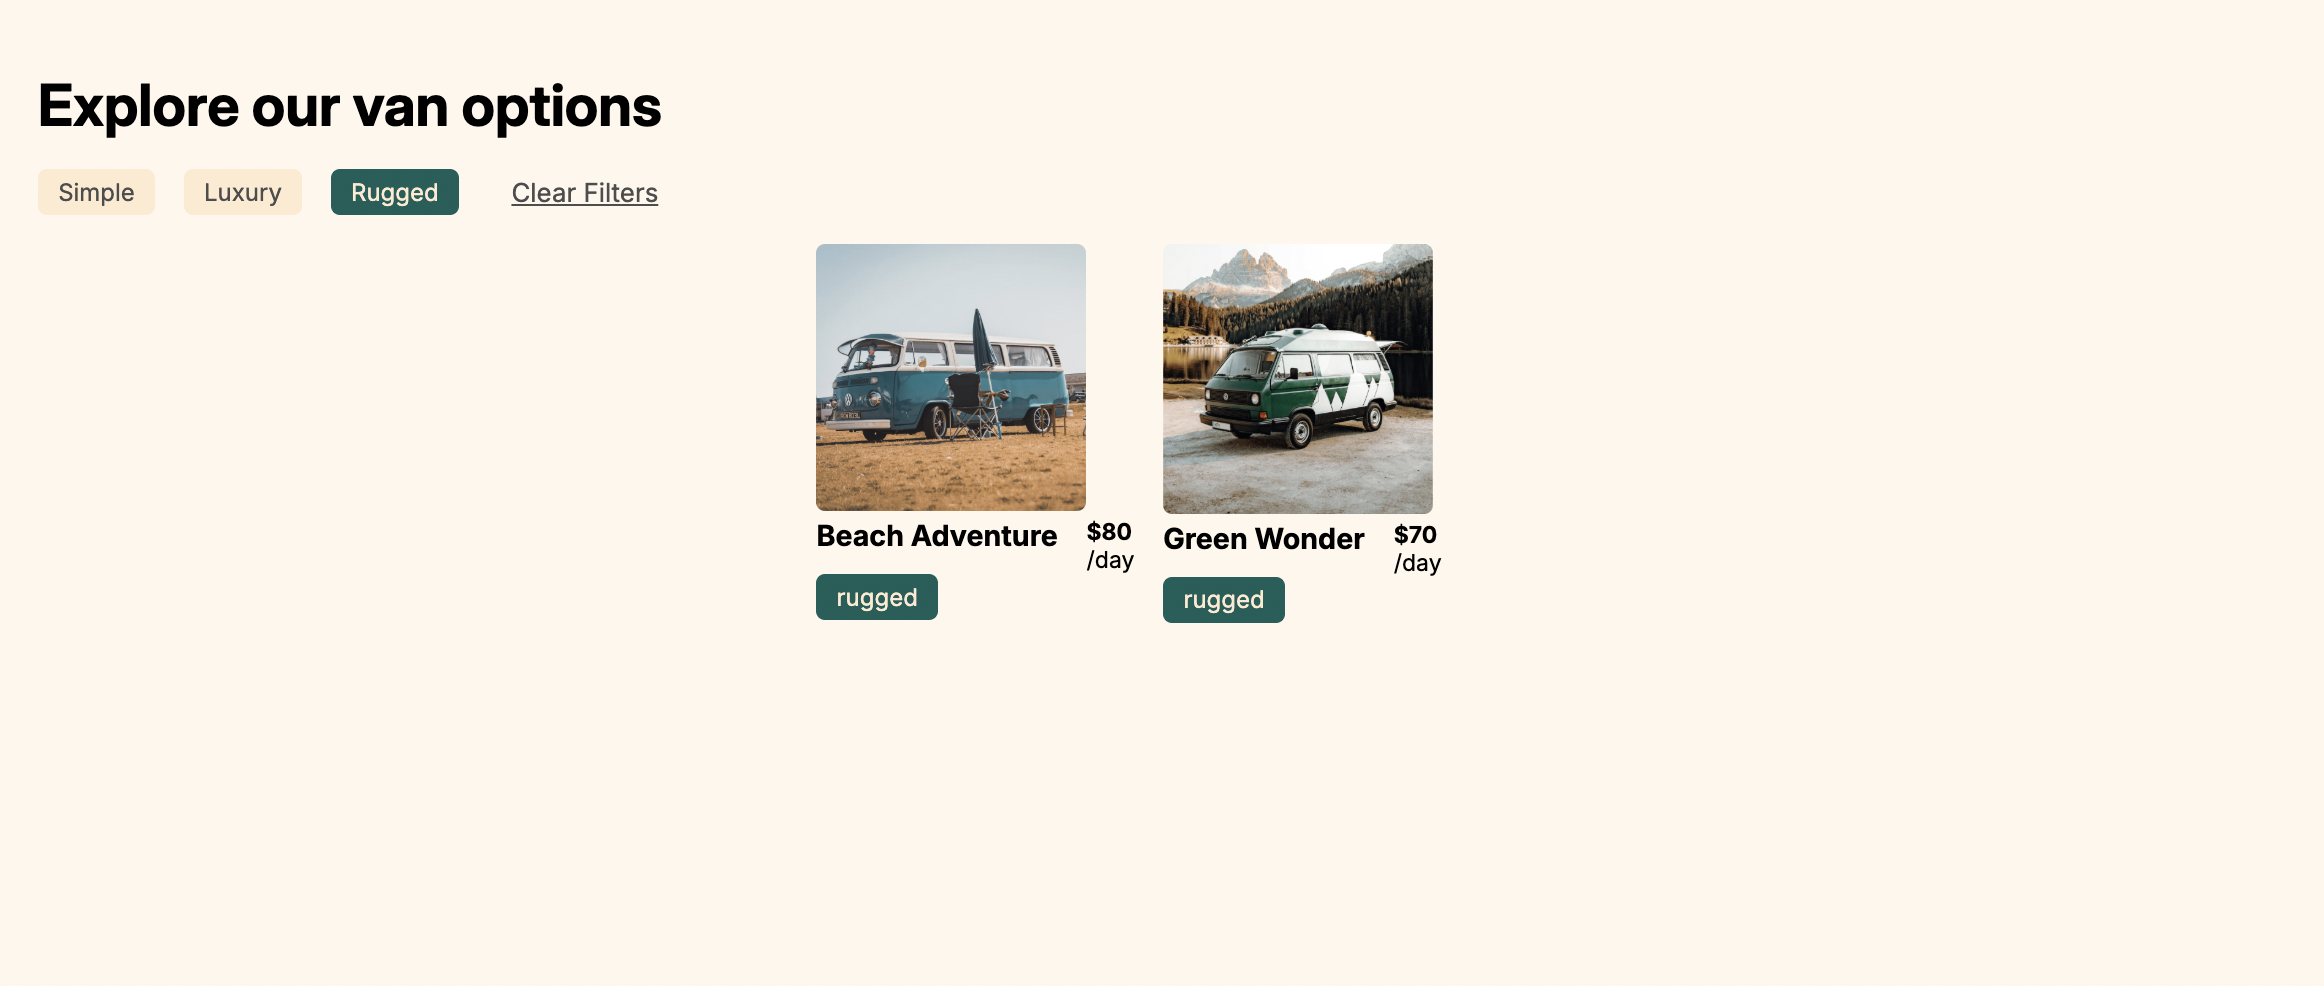 Explore our van options
Simple Luxury Rugged Clear Filters
Beach Adventure $80
/day
rugged
Green Wonder $70
/day
rugged